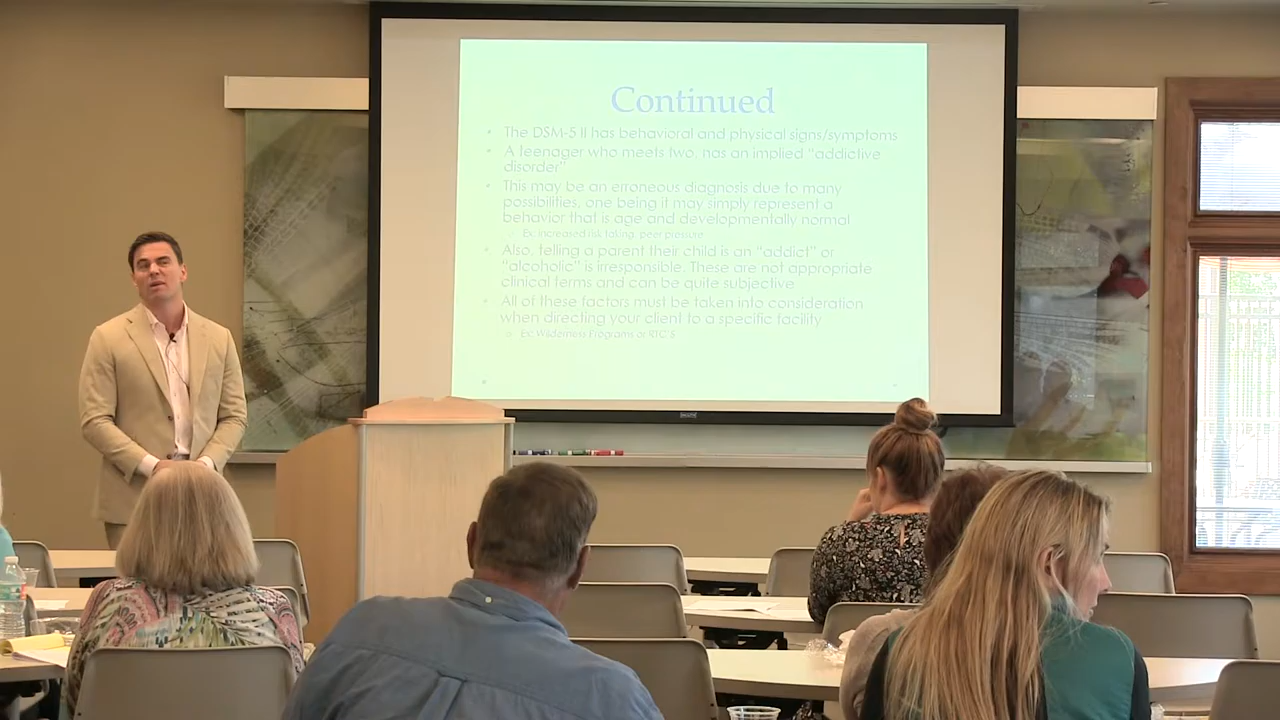 Continued
• The DSM-5 II has behavioral and physical signs/symptoms
• A teenager who meets two, has an implied "addictive
disorder"
• This may be an erroneous diagnosis due to many
one being it may simply represent a
behavior that is age and developmentally normal
Ex: increased risk taking, peer pressure
• Also, telling a parent their child is an "addict" or
"alcoholic" is irresponsible. These are not appropriate
clinical terms and can be quite subjective
• All of these factors must be taken into consideration
when directing your client to a specific facility
Ex: Wilderness Programs or RTC'S